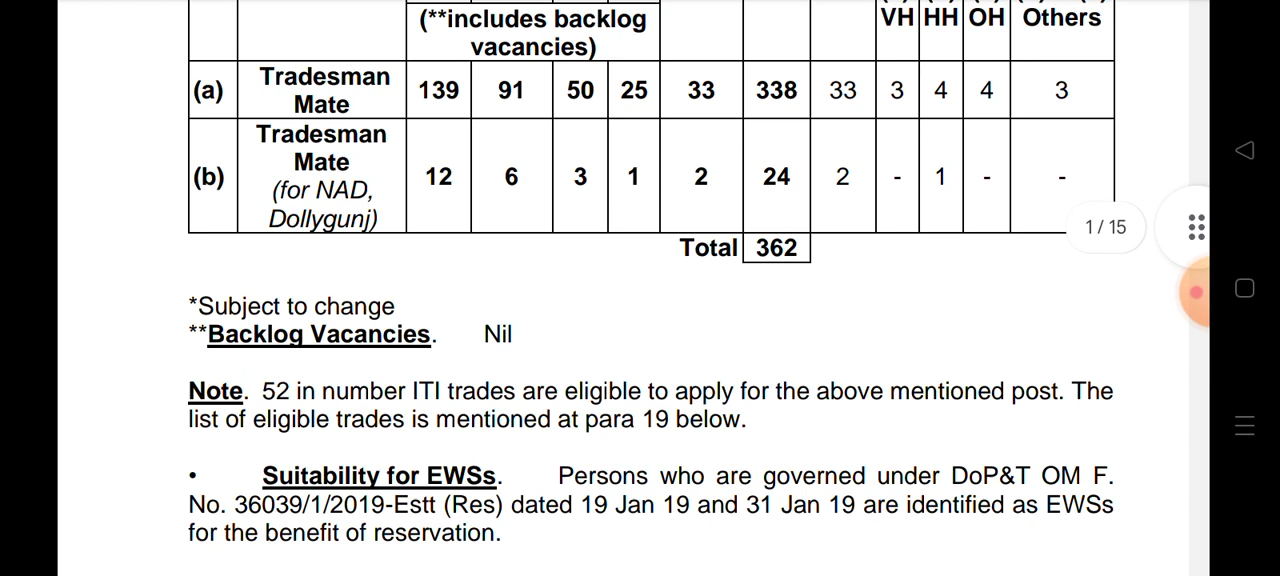 (**includes backlog vacancies)
VH HH OH Others
(a) Tradesman Mate 139 91 50 25 33 338 33 3 4 4 3
(b) Tradesman Mate (for NAD, Dollygunj) 12 6 3 1 2 24 2 - 1 - -
Total 362
1 / 15
*Subject to change
**Backlog Vacancies. Nil
Note. 52 in number ITI trades are eligible to apply for the above mentioned post. The
list of eligible trades is mentioned at para 19 below.
• Suitability for EWSs. Persons who are governed under DoP&T OM F.
No. 36039/1/2019-Estt (Res) dated 19 Jan 19 and 31 Jan 19 are identified as EWSs
for the benefit of reservation.